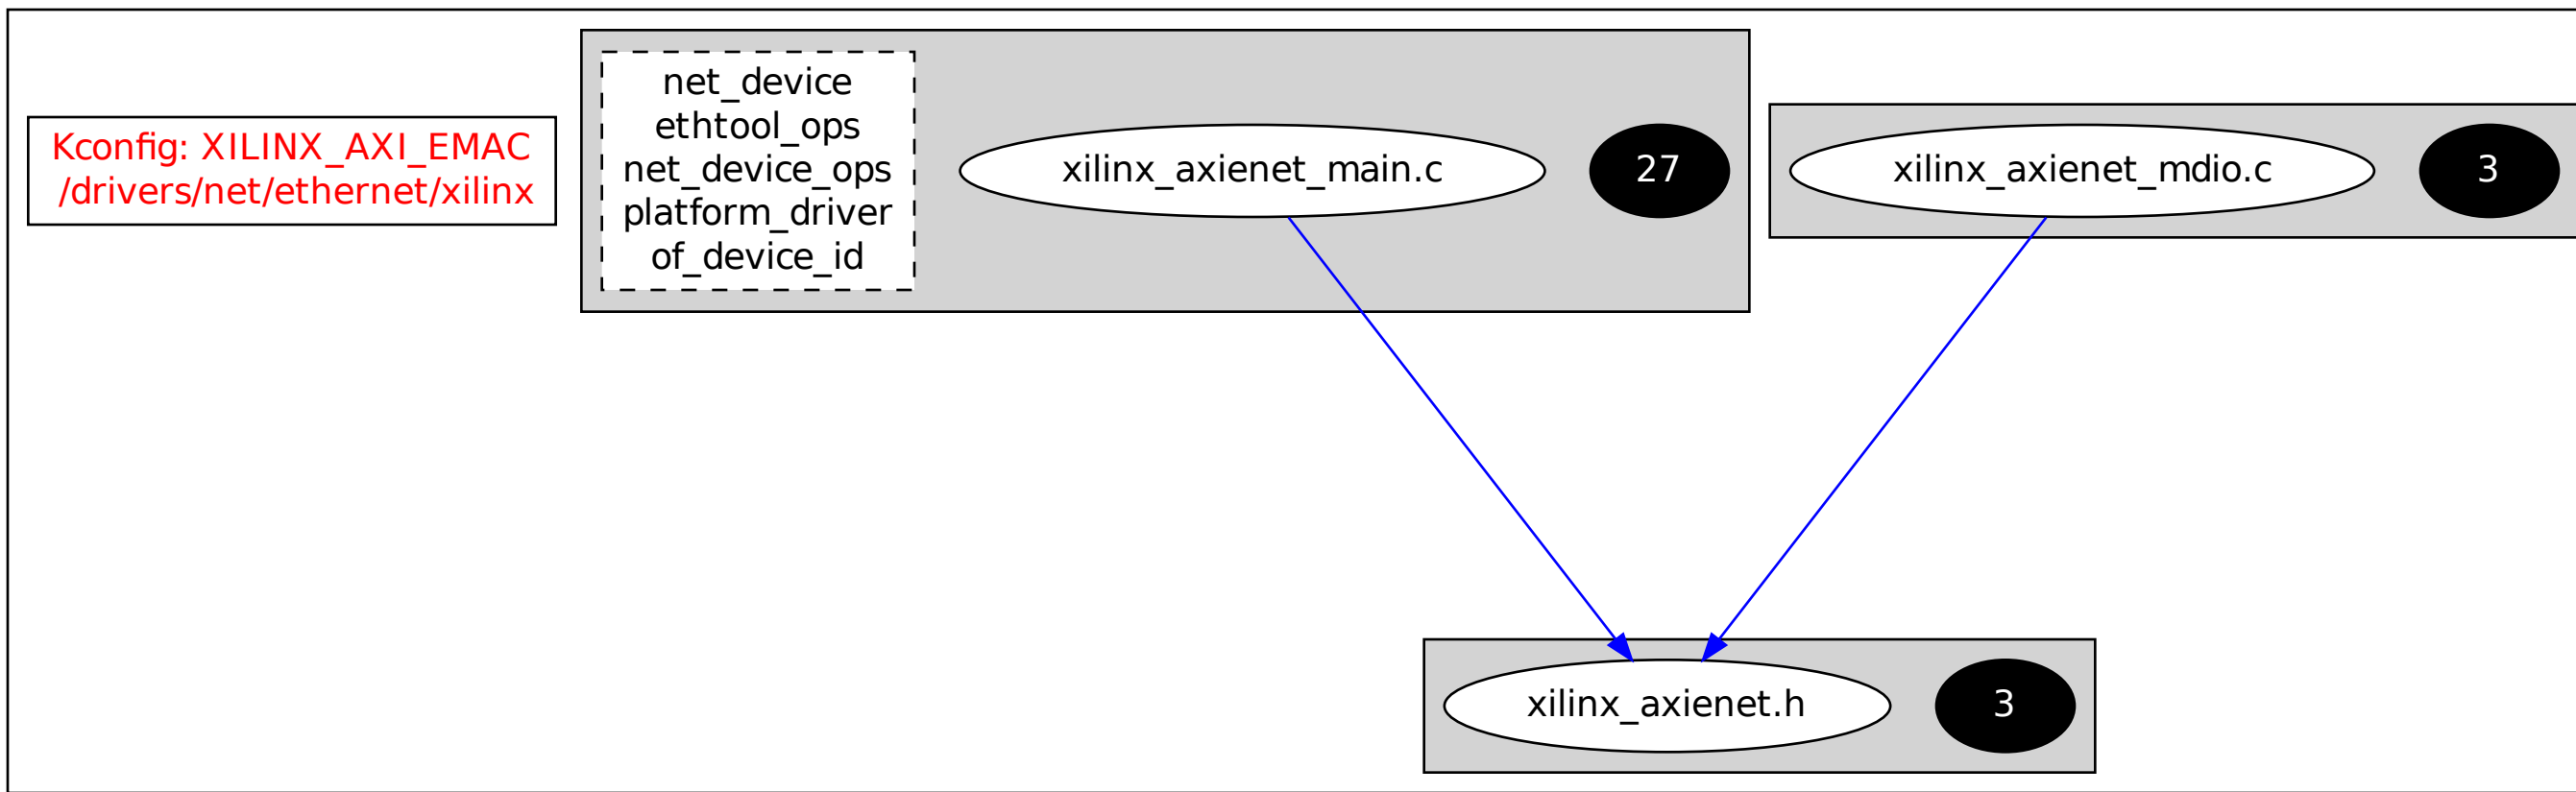 Kconfig: XILINX_AXI_EMAC
/drivers/net/ethernet/xilinx
net_device
ethtool_ops
net_device_ops
platform_driver
of_device_id
xilinx_axienet_main.c
27
xilinx_axienet_mdio.c
3
xilinx_axienet.h
3